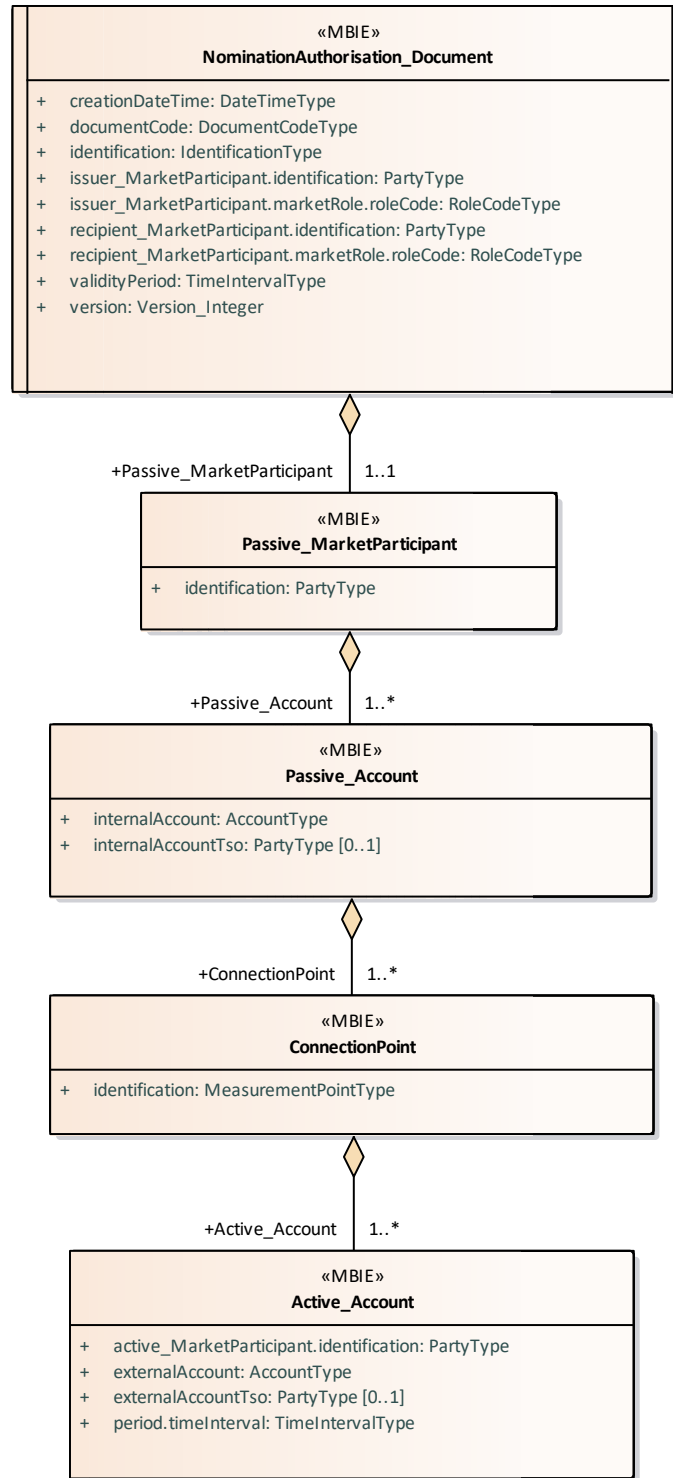 «MBIE»
NominationAuthorisation_Document
+ creationDateTime: DateTimeType
+ documentCode: DocumentCodeType
+ identification: IdentificationType
+ issuer_MarketParticipant.identification: PartyType
+ issuer_MarketParticipant.marketRole.roleCode: RoleCodeType
+ recipient_MarketParticipant.identification: PartyType
+ recipient_MarketParticipant.marketRole.roleCode: RoleCodeType
+ validityPeriod: TimeIntervalType
+ version: Version_Integer
+Passive_MarketParticipant 1..1
«MBIE»
Passive_MarketParticipant
+ identification: PartyType
+Passive_Account 1..*
«MBIE»
Passive_Account
+ internalAccount: AccountType
+ internalAccountTso: PartyType [0..1]
+ConnectionPoint 1..*
«MBIE»
ConnectionPoint
+ identification: MeasurementPointType
+Active_Account 1..*
«MBIE»
Active_Account
+ active_MarketParticipant.identification: PartyType
+ externalAccount: AccountType
+ externalAccountTso: PartyType [0..1]
+ period.timeInterval: TimeIntervalType